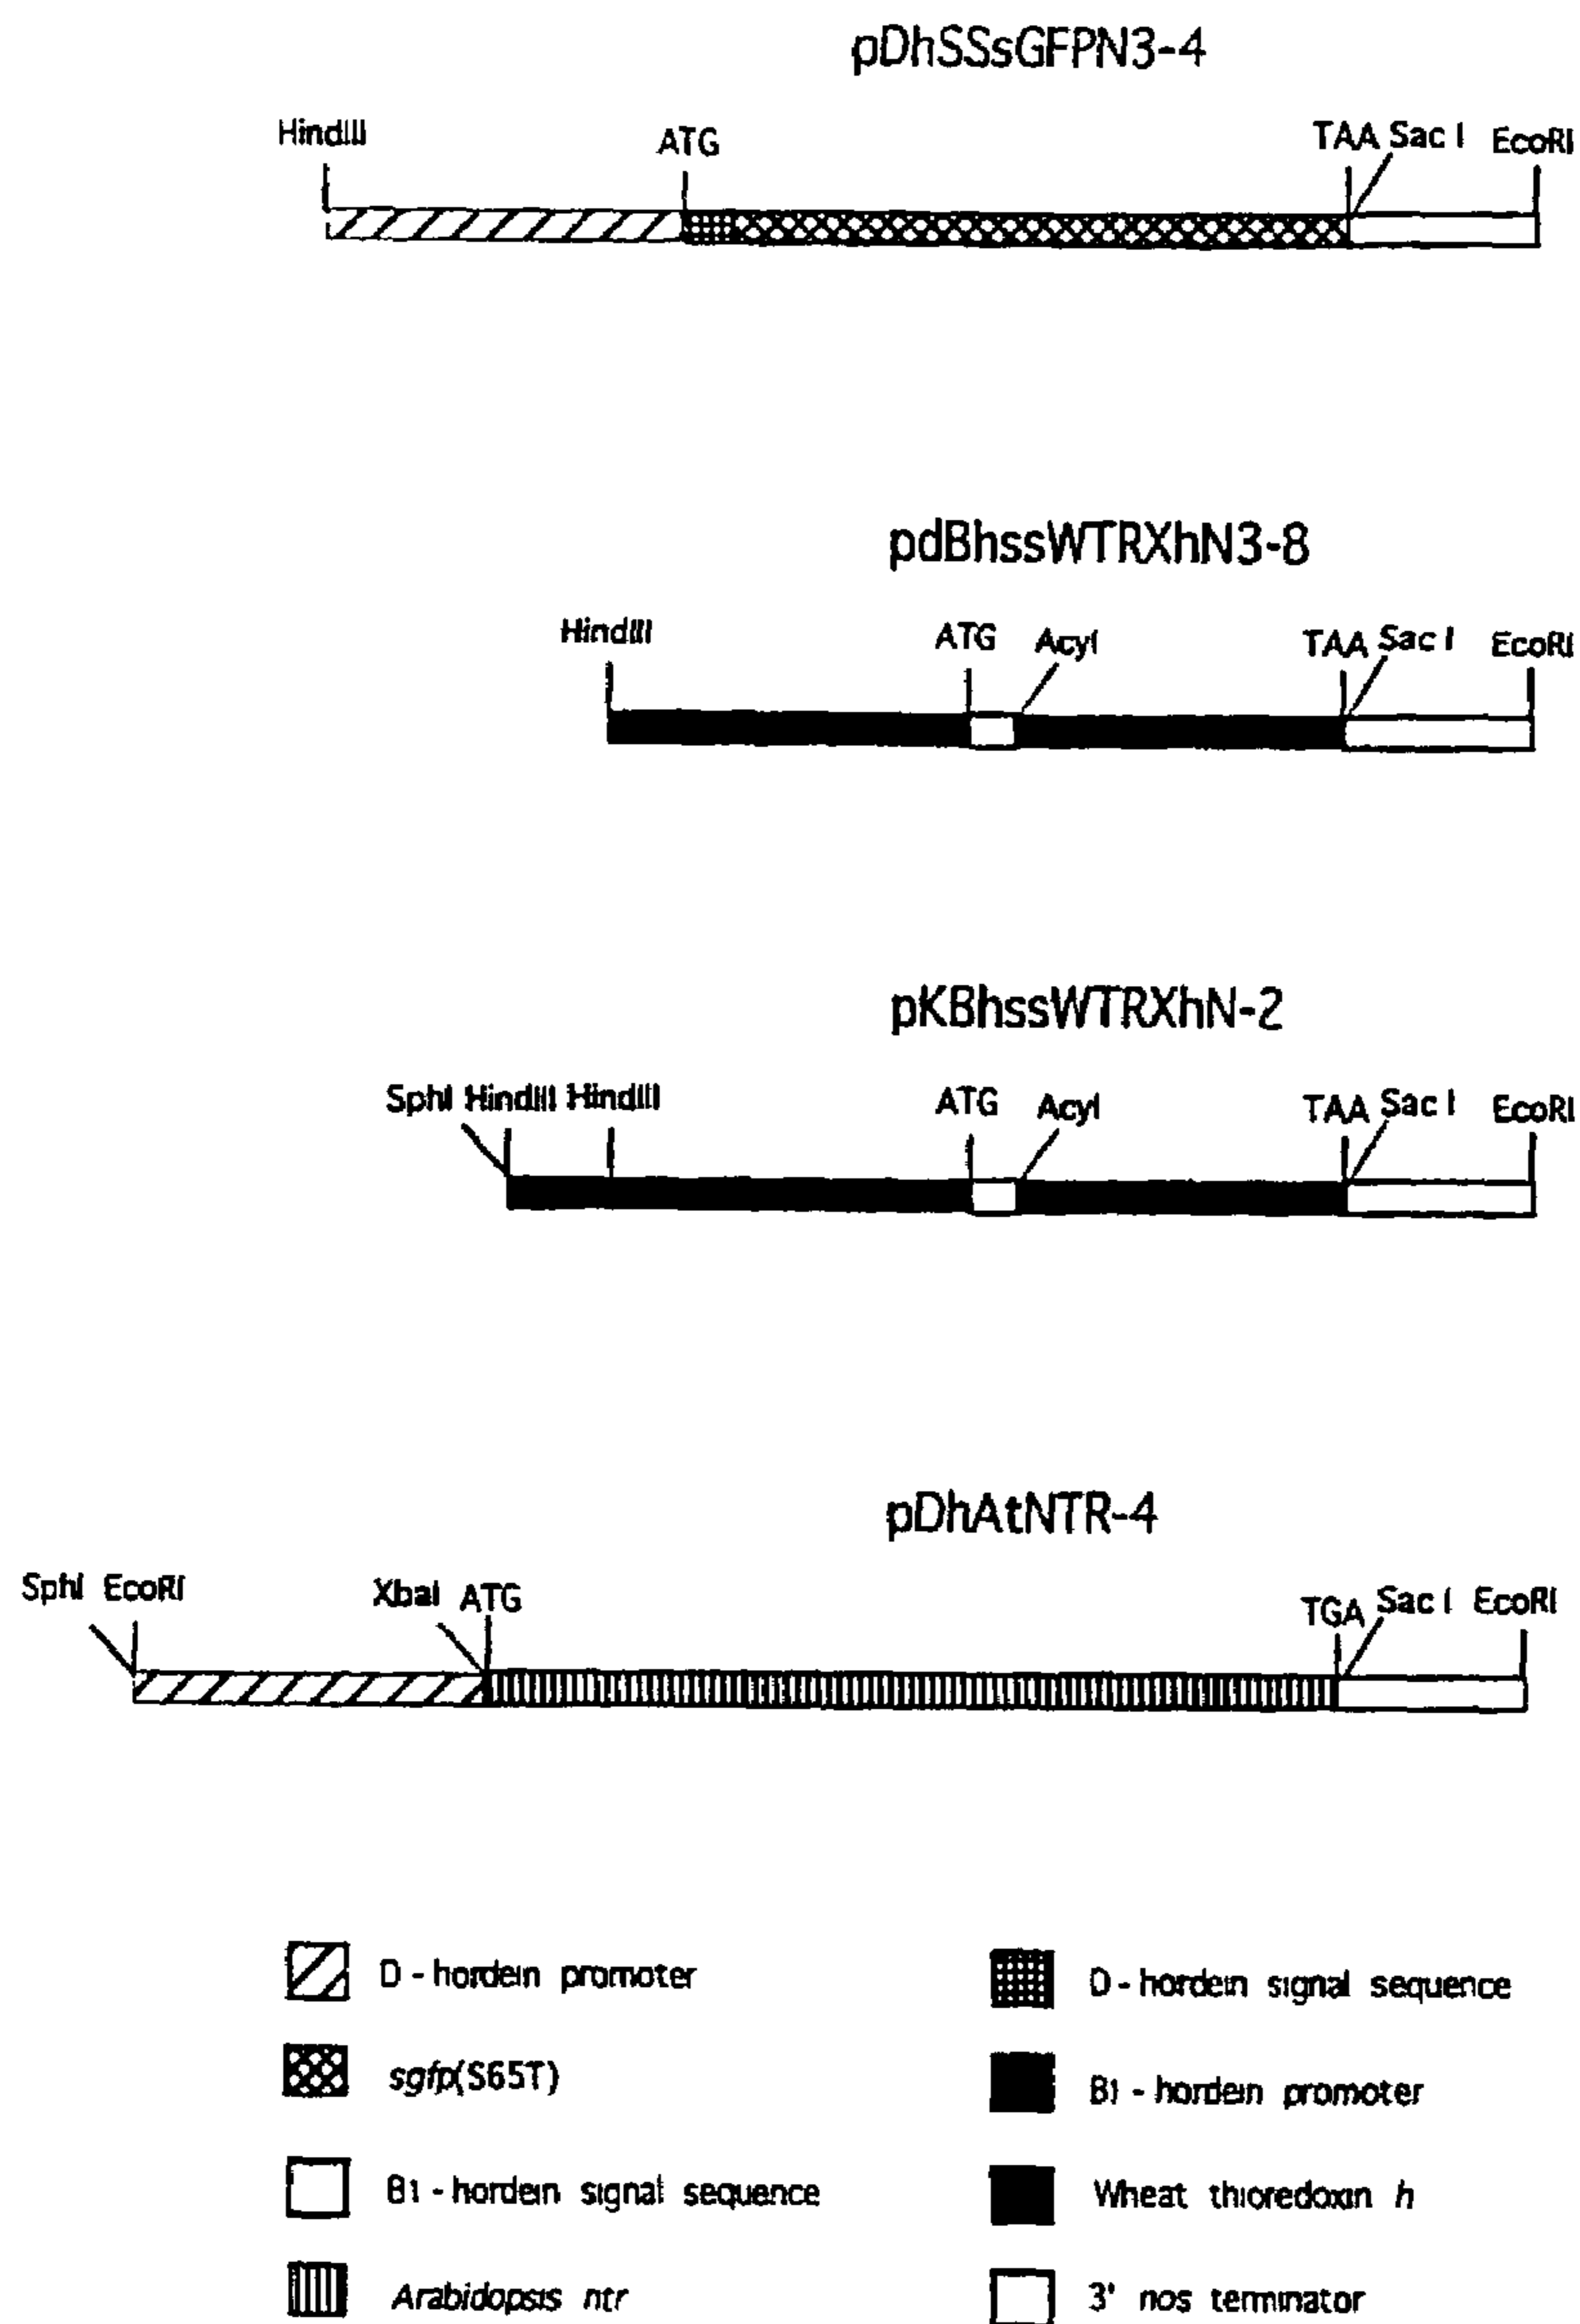 pDhSSsGFPN3-4
HindIII ATG TAA Sac I EcoRI
pdBhssWTRXhN3-8
HindIII ATG AcyI TAA Sac I EcoRI
pKBhssWTRXhN-2
SphI HindIII HindIII ATG AcyI TAA Sac I EcoRI
pDhAtNTR-4
SphI EcoRI XbaI ATG TGA Sac I EcoRI
D - hordein promoter
D - hordein signal sequence
sgfp(S65T)
B1 - hordein promoter
B1 - hordein signal sequence
Wheat thioredoxin h
Arabidopsis ntr
3' nos terminator